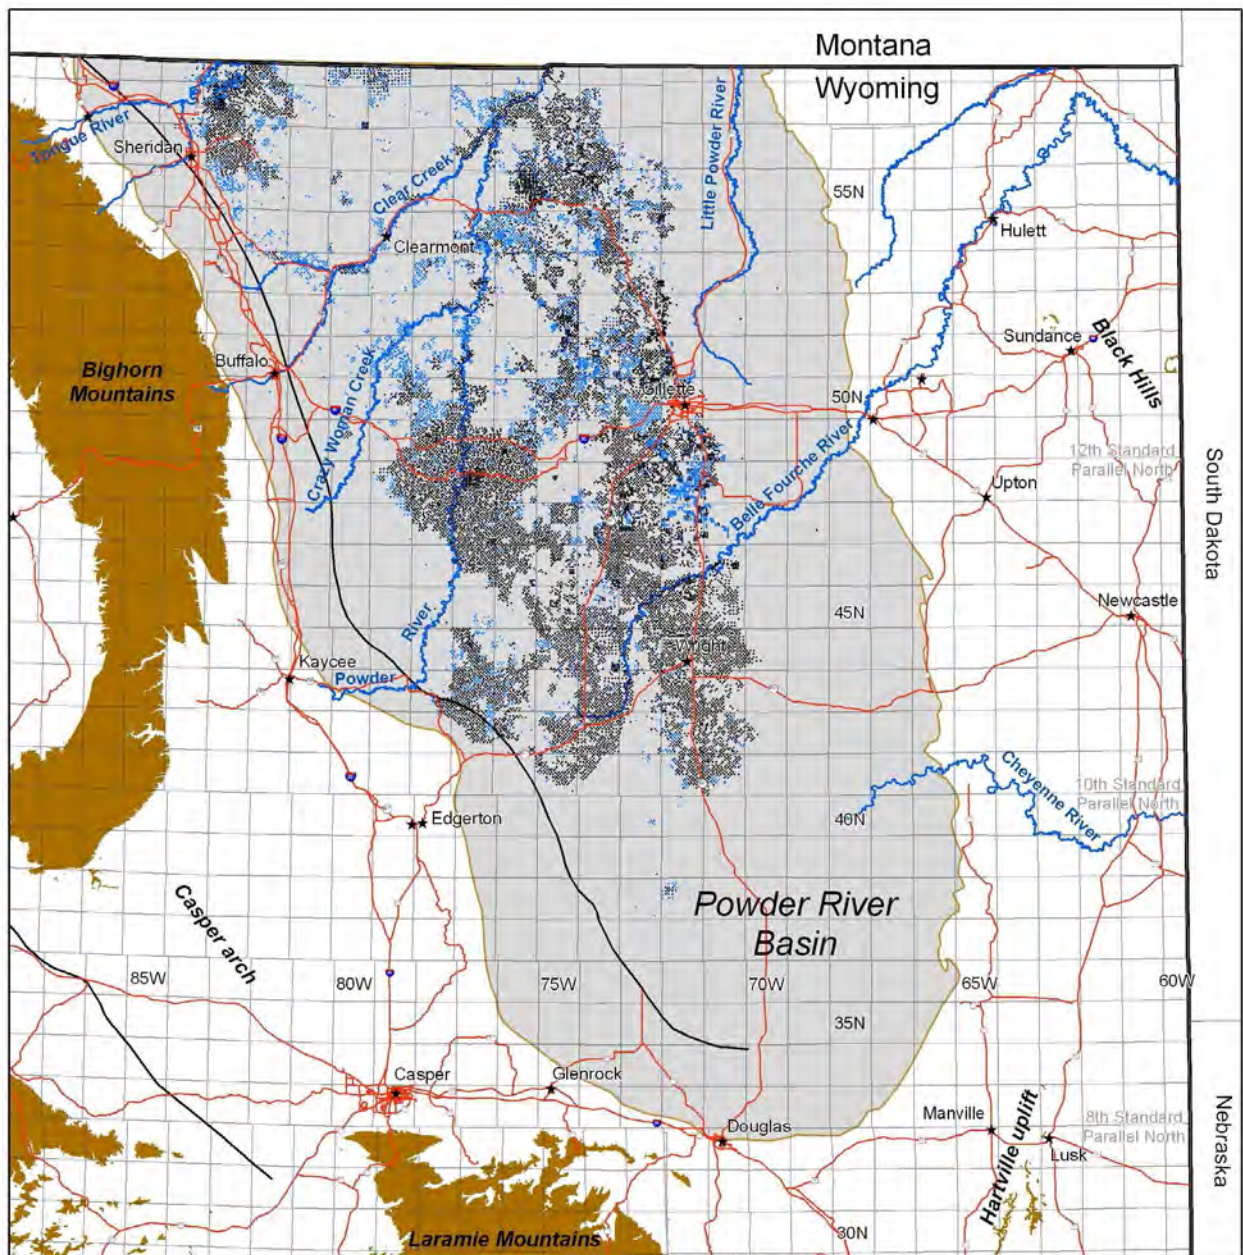 Montana
Wyoming
Tongue River
Sheridan
Little Powder River
55N
Clear Creek
Clearmont
Hulett
Sundance
Black Hills
Buffalo
Bighorn
Mountains
Crazy Woman Creek
Gillette
50N
Belle Fourche River
12th Standard
Parallel North
Upton
South Dakota
45N
Newcastle
River
Kaycee
Powder
Wright
Cheyenne River
10th Standard
Parallel North
Edgerton
40N
Casper arch
Powder River
Basin
85W
80W
75W
70W
65W
60W
35N
Casper
Glenrock
Douglas
Manville
8th Standard
Parallel North
Lusk
Hartville uplift
Nebraska
Laramie Mountains
30N